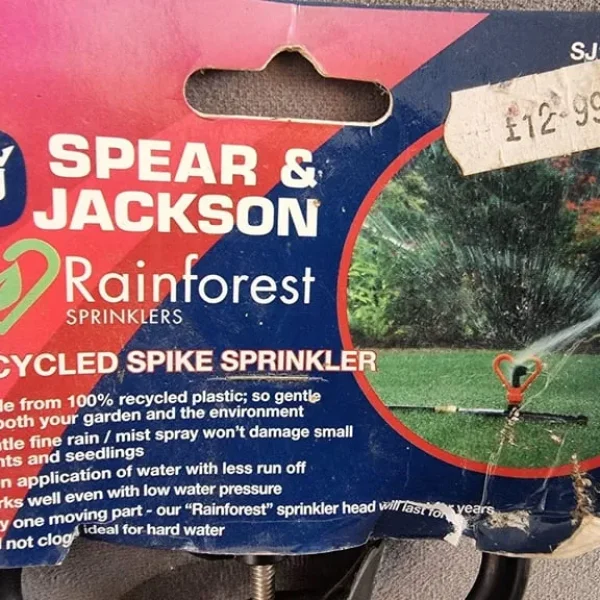 SJ
£12-99
SPEAR &
JACKSON
Rainforest
SPRINKLERS
CYCLED SPIKE SPRINKLER
de from 100% recycled plastic; so gentle
both your garden and the environment
tle fine rain / mist spray won't damage small
nts and seedlings
n application of water with less run off
rks well even with low water pressure
y one moving part - our "Rainforest" sprinkler head will last for years
not clog ideal for hard water